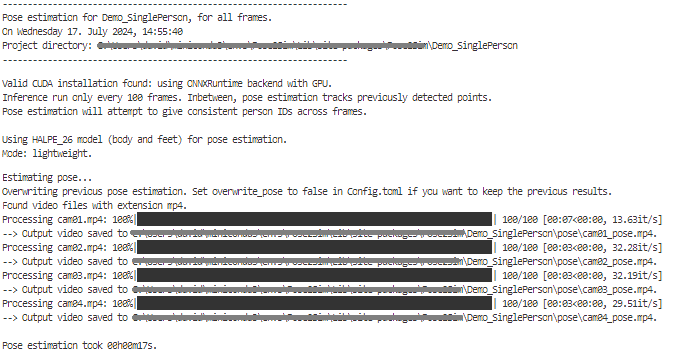 Pose estimation for Demo_SinglePerson, for all frames.
On Wednesday 17. July 2024, 14:55:40
Project directory: \Demo_SinglePerson
Valid CUDA installation found: using ONNXRuntime backend with GPU.
Inference run only every 100 frames. Inbetween, pose estimation tracks previously detected points.
Pose estimation will attempt to give consistent person IDs across frames.
Using HALPE_26 model (body and feet) for pose estimation.
Mode: lightweight.
Estimating pose...
Overwriting previous pose estimation. Set overwrite_pose to false in Config.toml if you want to keep the previous results.
Found video files with extension mp4.
Processing cam01.mp4: 100%| | 100/100 [00:07<00:00, 13.63it/s]
--> Output video saved to \Demo_SinglePerson\pose\cam01_pose.mp4.
Processing cam02.mp4: 100%| | 100/100 [00:03<00:00, 32.28it/s]
--> Output video saved to \Demo_SinglePerson\pose\cam02_pose.mp4.
Processing cam03.mp4: 100%| | 100/100 [00:03<00:00, 32.19it/s]
--> Output video saved to \Demo_SinglePerson\pose\cam03_pose.mp4.
Processing cam04.mp4: 100%| | 100/100 [00:03<00:00, 29.51it/s]
--> Output video saved to \Demo_SinglePerson\pose\cam04_pose.mp4.
Pose estimation took 00h00m17s.